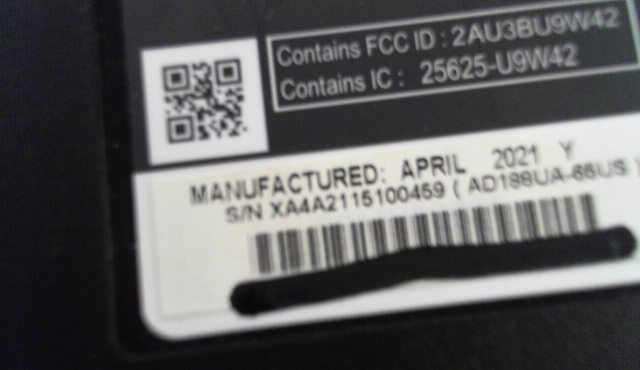 Contains FCC ID : 2AU3BU9W42
Contains IC : 25625-U9W42
MANUFACTURED: APRIL 2021 Y
S/N XA4A2115100459 ( AD188UA-66US )